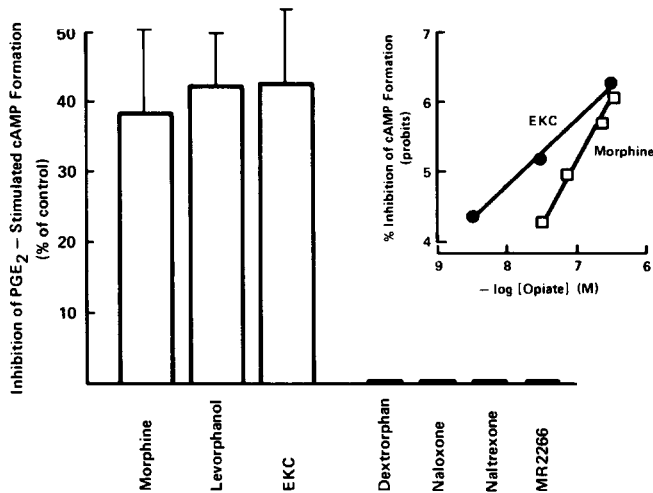 Inhibition of PGE2 – Stimulated cAMP Formation
(% of control)
50
40
30
20
10
Morphine
Levorphanol
EKC
Dextrorphan
Naloxone
Naltrexone
MR2266
% Inhibition of cAMP Formation
(probits)
7
6
5
4
EKC
Morphine
9
8
7
6
– log [Opiate] (M)